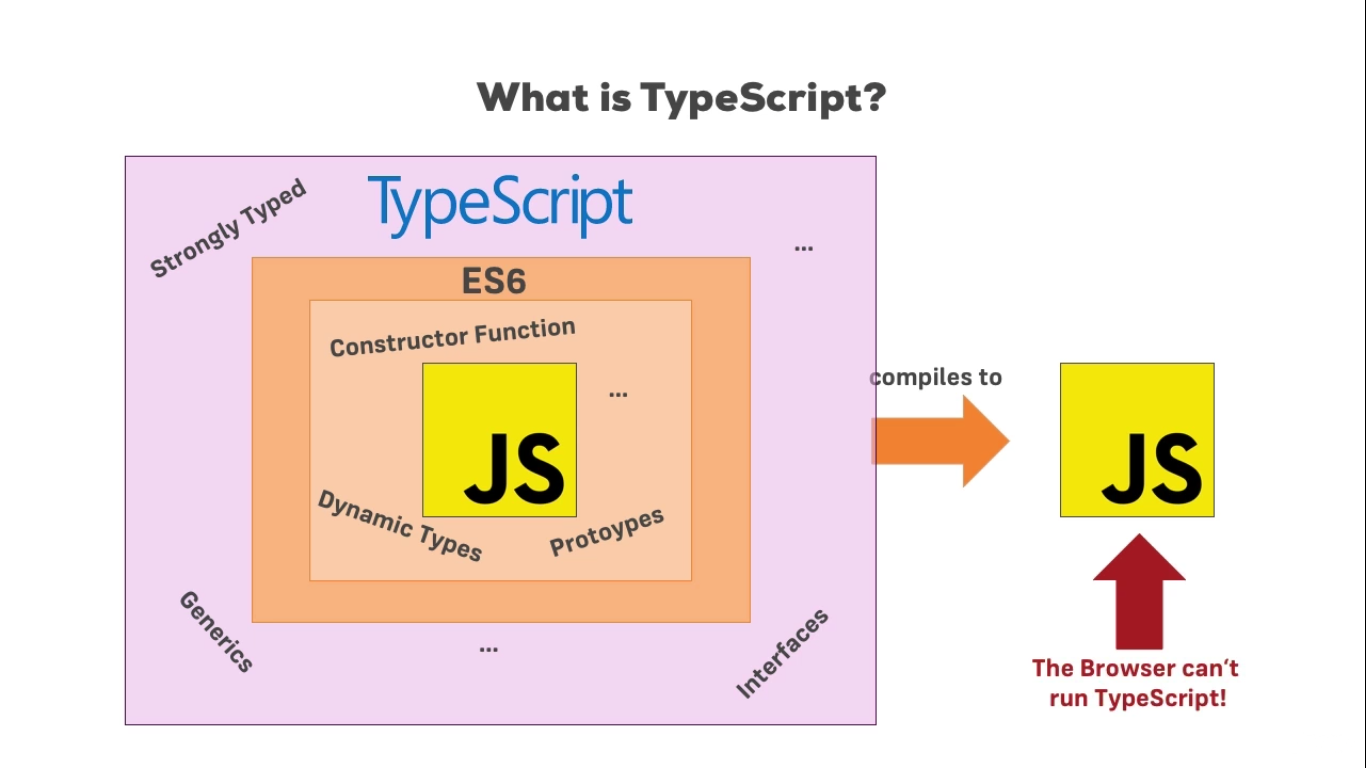 What is TypeScript?
Strongly Typed
TypeScript
...
ES6
Constructor Function
...
JS
Dynamic Types
Protoypes
Generics
...
Interfaces
compiles to
JS
The Browser can‘t
run TypeScript!